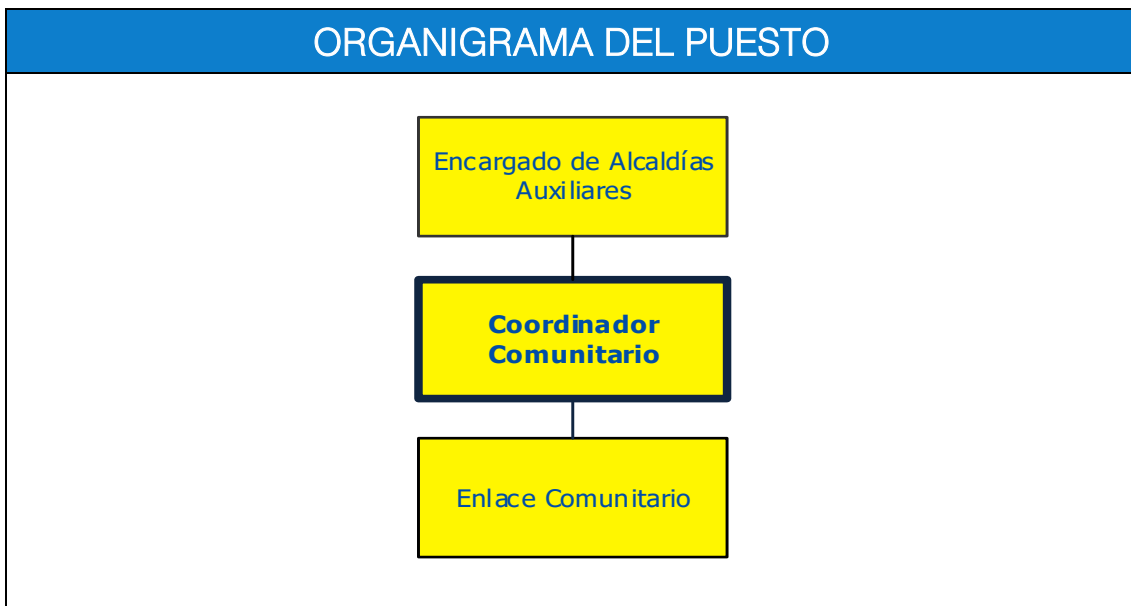 ORGANIGRAMA DEL PUESTO
Encargado de Alcaldías
Auxiliares
Coordinador
Comunitario
Enlace Comunitario